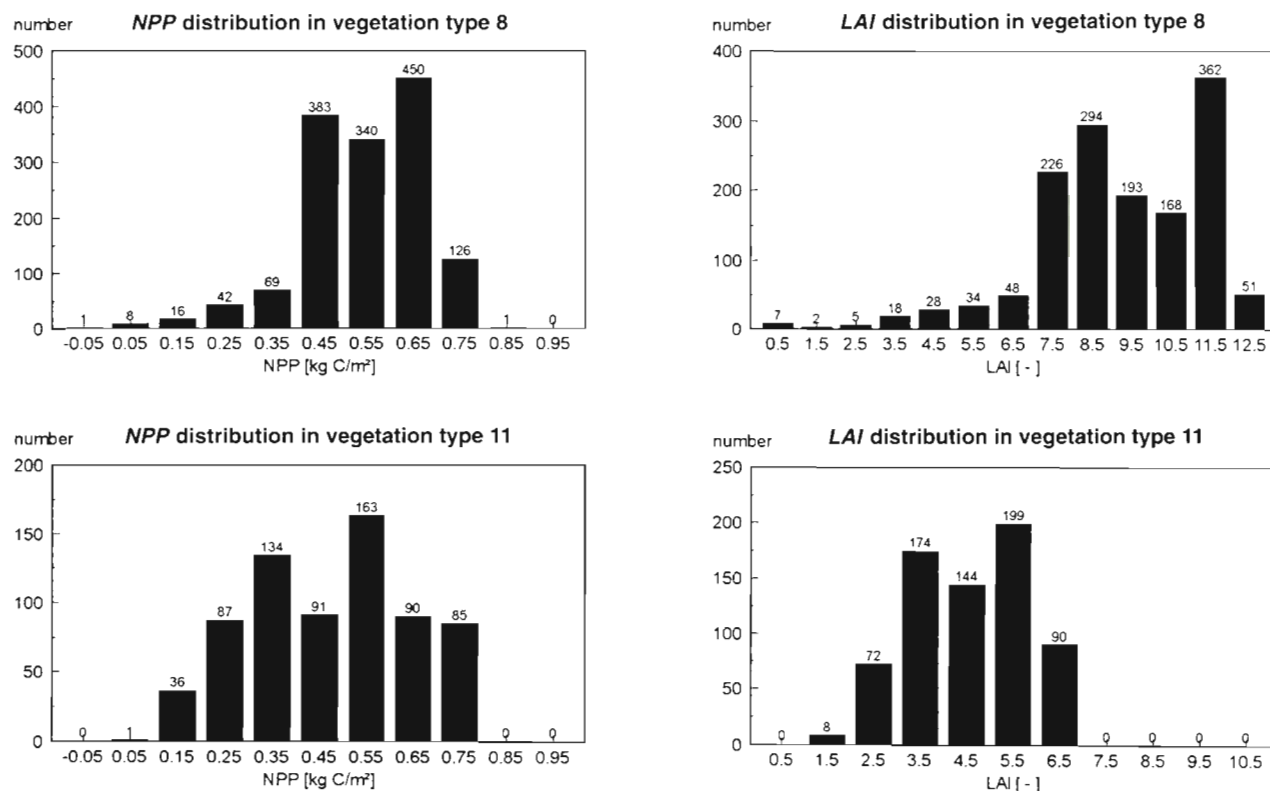 number NPP distribution in vegetation type 8
500
400
300
200
100
0
1 8 16 42 69 383 340 450 126 1 0
-0.05 0.05 0.15 0.25 0.35 0.45 0.55 0.65 0.75 0.85 0.95
NPP [kg C/m²]
number LAI distribution in vegetation type 8
400
300
200
100
0
7 2 5 18 28 34 48 226 294 193 168 362 51
0.5 1.5 2.5 3.5 4.5 5.5 6.5 7.5 8.5 9.5 10.5 11.5 12.5
LAI [ - ]
number NPP distribution in vegetation type 11
200
150
100
50
0
0 1 36 87 134 91 163 90 85 0 0
-0.05 0.05 0.15 0.25 0.35 0.45 0.55 0.65 0.75 0.85 0.95
NPP [kg C/m²]
number LAI distribution in vegetation type 11
250
200
150
100
50
0
0 8 72 174 144 199 90 0 0 0 0
0.5 1.5 2.5 3.5 4.5 5.5 6.5 7.5 8.5 9.5 10.5
LAI [ - ]